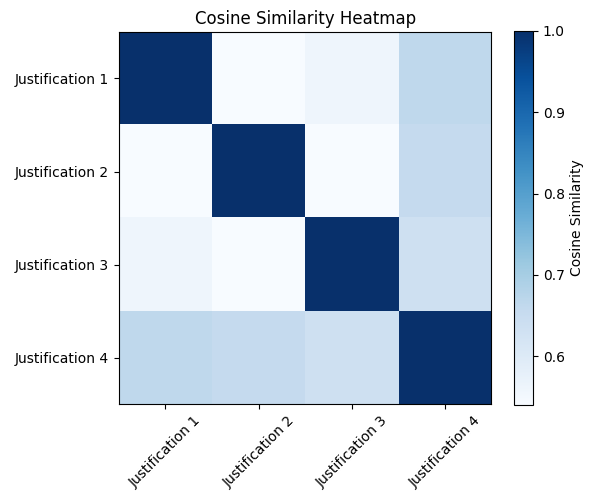 Cosine Similarity Heatmap
Justification 1
Justification 2
Justification 3
Justification 4
Justification 1
Justification 2
Justification 3
Justification 4
1.0
0.9
0.8
0.7
0.6
Cosine Similarity